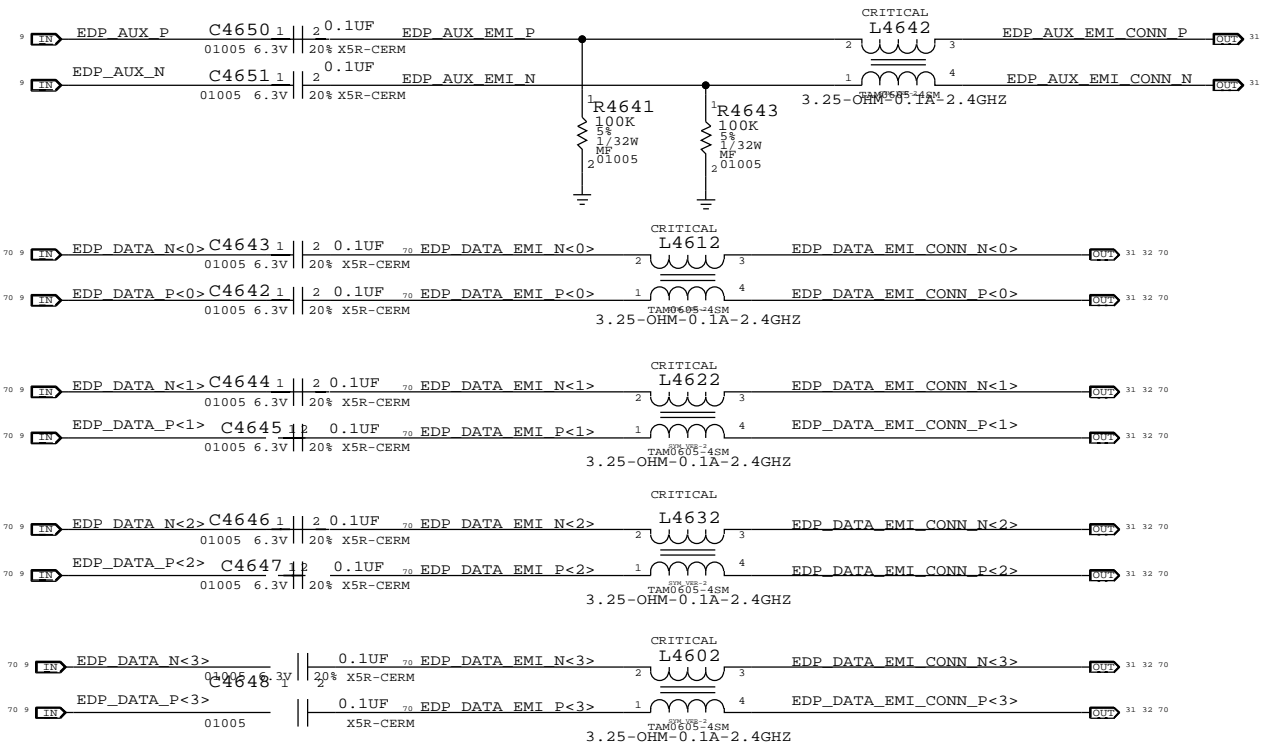 CRITICAL
9 IN EDP_AUX_P C4650 1 2 0.1UF EDP_AUX_EMI_P L4642 EDP_AUX_EMI_CONN_P OUT 31
01005 6.3V 20% X5R-CERM 2 3
9 IN EDP_AUX_N C4651 1 2 0.1UF EDP_AUX_EMI_N 1 4 EDP_AUX_EMI_CONN_N OUT 31
01005 6.3V 20% X5R-CERM
3.25-OHM-0.1A-2.4GHZ
1 R4641
100K
5%
1/32W
MF
2 01005
1 R4643
100K
5%
1/32W
MF
2 01005
CRITICAL
L4612
70 9 IN EDP_DATA_N<0> C4643 1 2 0.1UF 70 EDP_DATA_EMI_N<0> 2 3 EDP_DATA_EMI_CONN_N<0> OUT 31 32 70
01005 6.3V 20% X5R-CERM
70 9 IN EDP_DATA_P<0> C4642 1 2 0.1UF 70 EDP_DATA_EMI_P<0> 1 4 EDP_DATA_EMI_CONN_P<0> OUT 31 32 70
01005 6.3V 20% X5R-CERM TAM0605-4SM
3.25-OHM-0.1A-2.4GHZ
CRITICAL
L4622
70 9 IN EDP_DATA_N<1> C4644 1 2 0.1UF 70 EDP_DATA_EMI_N<1> 2 3 EDP_DATA_EMI_CONN_N<1> OUT 31 32 70
01005 6.3V 20% X5R-CERM
70 9 IN EDP_DATA_P<1> C4645 1 2 0.1UF 70 EDP_DATA_EMI_P<1> 1 4 EDP_DATA_EMI_CONN_P<1> OUT 31 32 70
01005 6.3V 20% X5R-CERM SYM_VER-2
TAM0605-4SM
3.25-OHM-0.1A-2.4GHZ
CRITICAL
L4632
70 9 IN EDP_DATA_N<2> C4646 1 2 0.1UF 70 EDP_DATA_EMI_N<2> 2 3 EDP_DATA_EMI_CONN_N<2> OUT 31 32 70
01005 6.3V 20% X5R-CERM
70 9 IN EDP_DATA_P<2> C4647 1 2 0.1UF 70 EDP_DATA_EMI_P<2> 1 4 EDP_DATA_EMI_CONN_P<2> OUT 31 32 70
01005 6.3V 20% X5R-CERM SYM_VER-2
TAM0605-4SM
3.25-OHM-0.1A-2.4GHZ
CRITICAL
L4602
70 9 IN EDP_DATA_N<3> 0.1UF 70 EDP_DATA_EMI_N<3> 2 3 EDP_DATA_EMI_CONN_N<3> OUT 31 32 70
01005 6.3V 20% X5R-CERM
C4648 1 2
70 9 IN EDP_DATA_P<3> 0.1UF 70 EDP_DATA_EMI_P<3> 1 4 EDP_DATA_EMI_CONN_P<3> OUT 31 32 70
01005 X5R-CERM SYM_VER-2
TAM0605-4SM
3.25-OHM-0.1A-2.4GHZ